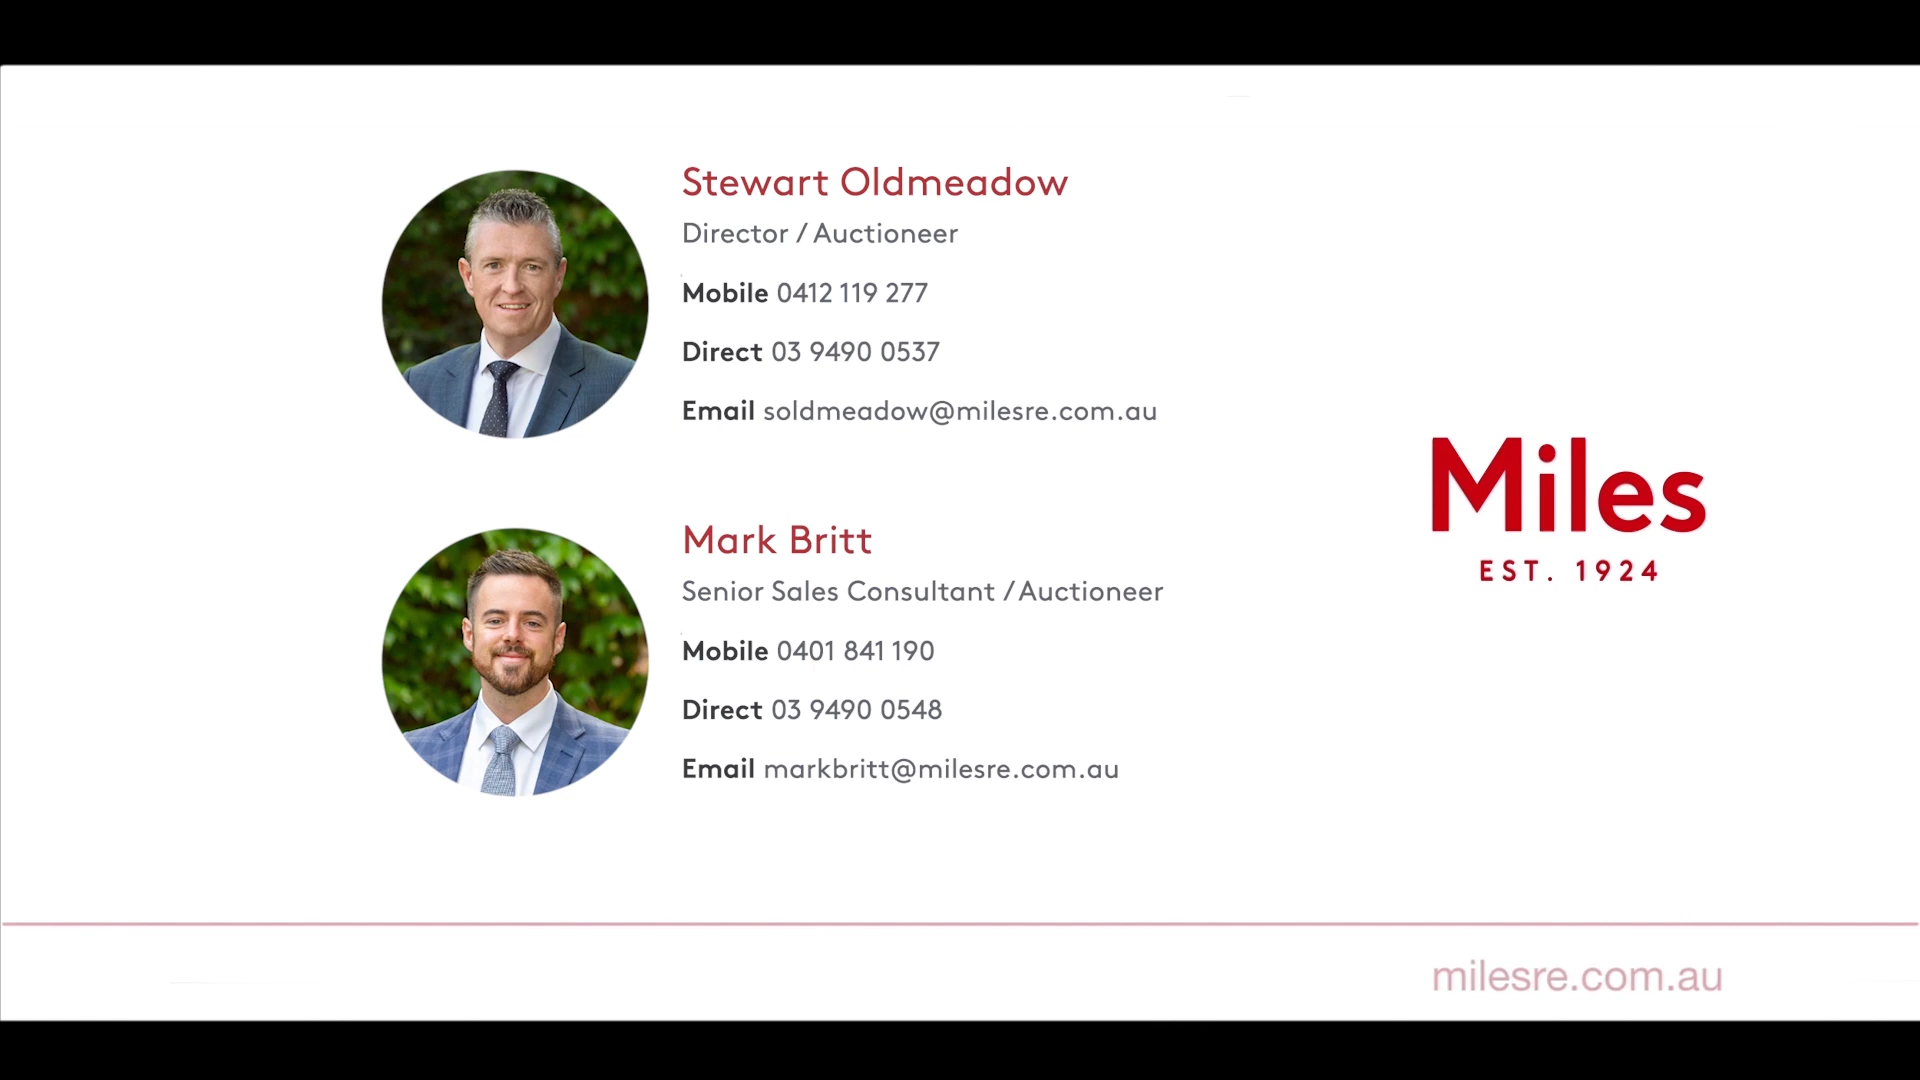 Stewart Oldmeadow
Director / Auctioneer
Mobile 0412 119 277
Direct 03 9490 0537
Email soldmeadow@milesre.com.au
Mark Britt
Senior Sales Consultant / Auctioneer
Mobile 0401 841 190
Direct 03 9490 0548
Email markbritt@milesre.com.au
Miles
EST. 1924
milesre.com.au